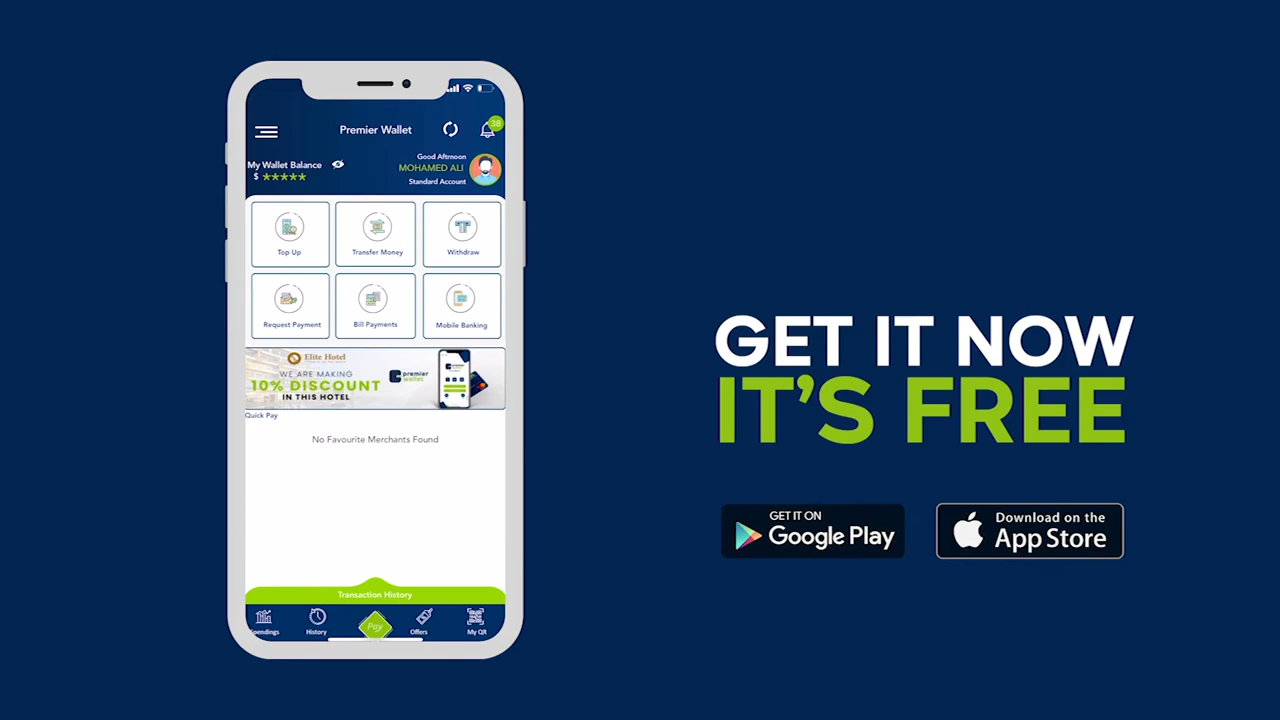 Premier Wallet
38
My Wallet Balance
$ *****
Good Aftrnoon
MOHAMED ALI
Standard Account
Top Up
Transfer Money
Withdraw
Request Payment
Bill Payments
Mobile Banking
Elite Hotel
WE ARE MAKING
10% DISCOUNT
IN THIS HOTEL
premier
wallet
Quick Pay
No Favourite Merchants Found
Transaction History
Spendings
History
Pay
Offers
My QR
GET IT NOW
IT'S FREE
GET IT ON
Google Play
Download on the
App Store